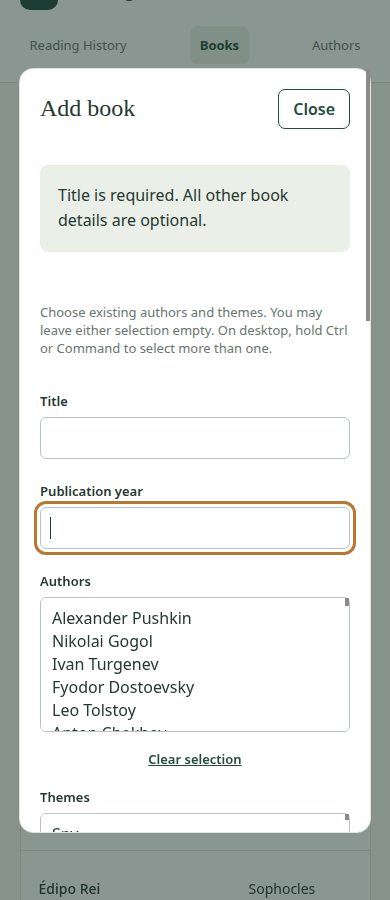 Reading History
Books
Authors
Add book
Close
Title is required. All other book
details are optional.
Choose existing authors and themes. You may
leave either selection empty. On desktop, hold Ctrl
or Command to select more than one.
Title
Publication year
Authors
Alexander Pushkin
Nikolai Gogol
Ivan Turgenev
Fyodor Dostoevsky
Leo Tolstoy
Anton Chekhov
Clear selection
Themes
Édipo Rei
Sophocles